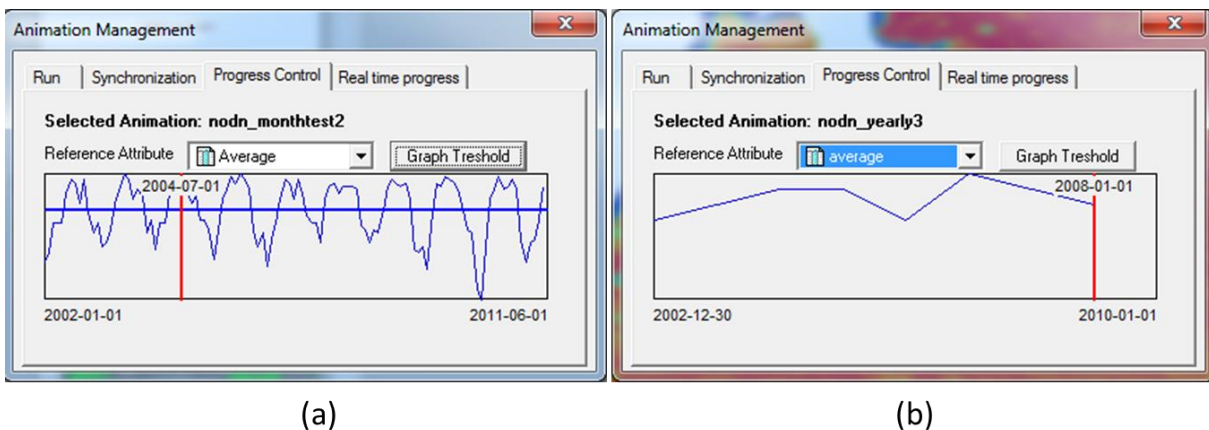 Animation Management
Run Synchronization Progress Control Real time progress
Selected Animation: nodn_monthtest2
Reference Attribute Average Graph Treshold
2004-07-01
2002-01-01 2011-06-01
(a)
Animation Management
Run Synchronization Progress Control Real time progress
Selected Animation: nodn_yearly3
Reference Attribute average Graph Treshold
2008-01-01
2002-12-30 2010-01-01
(b)